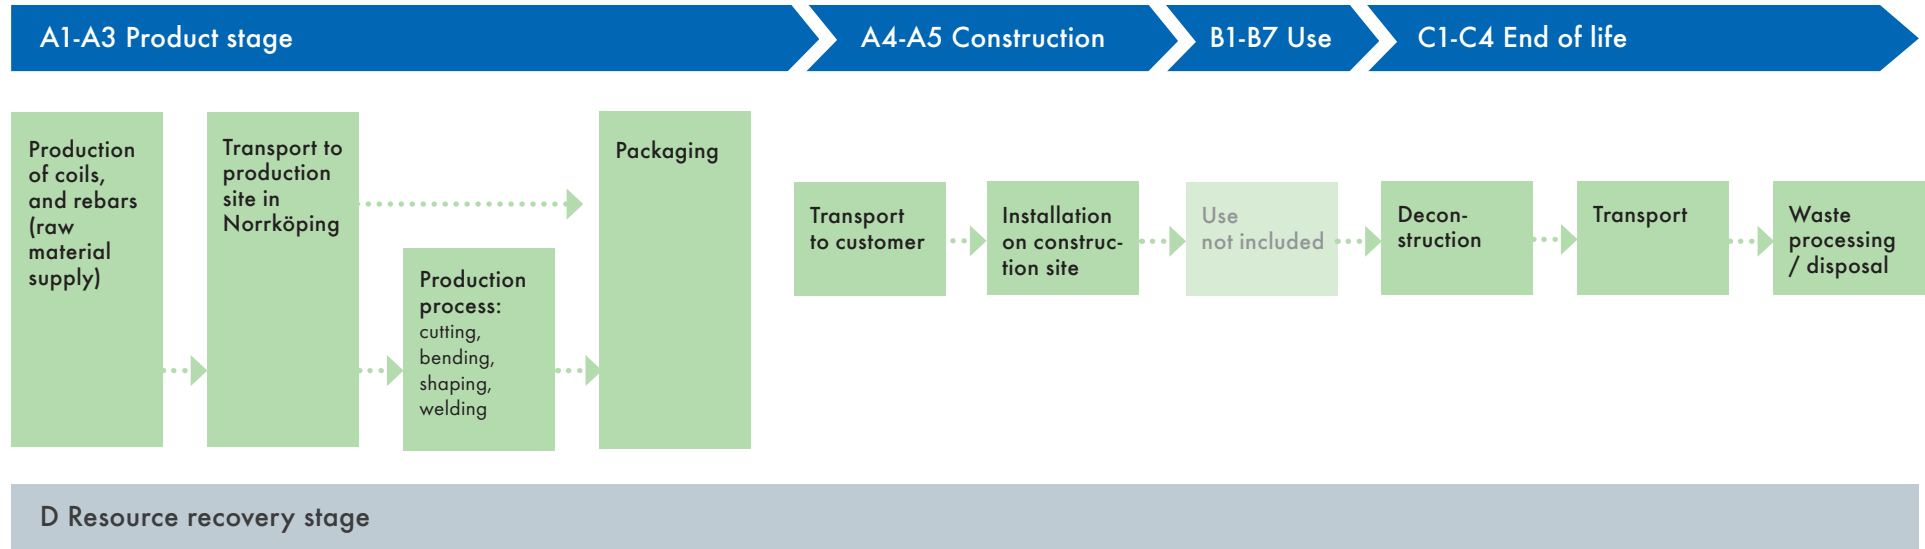 A1-A3 Product stage
A4-A5 Construction
B1-B7 Use
C1-C4 End of life
Production
of coils,
and rebars
(raw
material
supply)
Transport to
production
site in
Norrköping
Production
process:
cutting,
bending,
shaping,
welding
Packaging
Transport
to customer
Installation
on construc-
tion site
Use
not included
Decon-
struction
Transport
Waste
processing
/ disposal
D Resource recovery stage